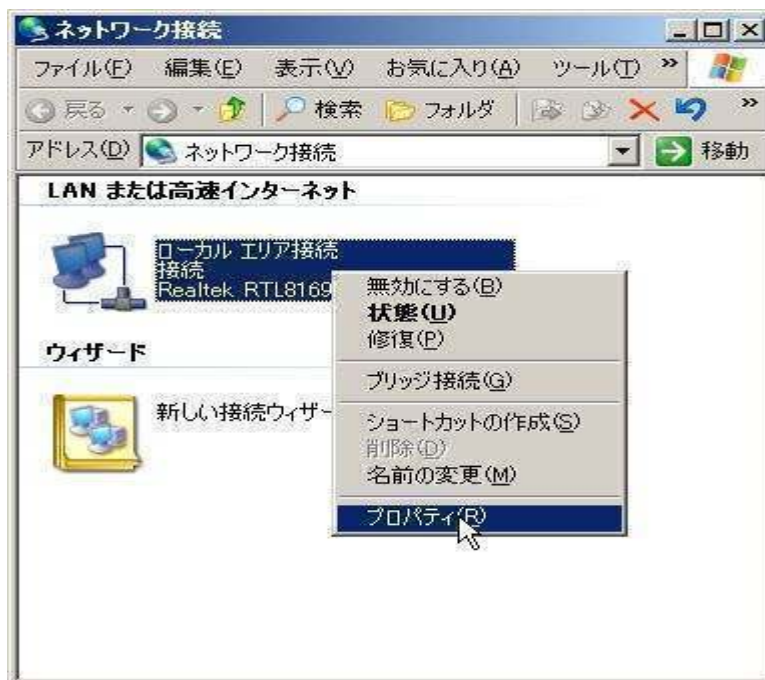 ネットワーク接続
ファイル(F) 編集(E) 表示(V) お気に入り(A) ツール(T) »
戻る 検索 フォルダ »
アドレス(D) ネットワーク接続 移動
LAN または高速インターネット
ローカル エリア接続
接続
Realtek RTL8169
無効にする(B)
状態(U)
修復(P)
ブリッジ接続(G)
ショートカットの作成(S)
削除(D)
名前の変更(M)
プロパティ(R)
ウィザード
新しい接続ウィザー